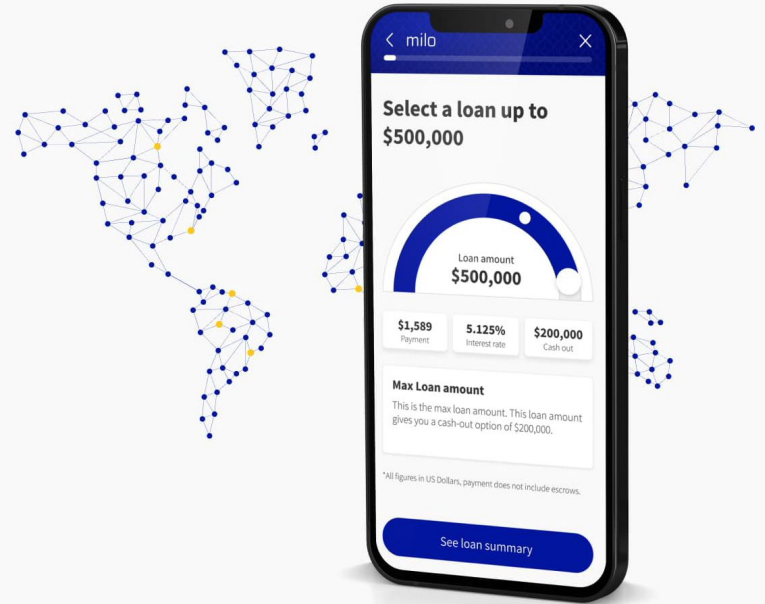 milo
Select a loan up to
$500,000
Loan amount
$500,000
$1,589
Payment
5.125%
Interest rate
$200,000
Cash out
Max Loan amount
This is the max loan amount. This loan amount
gives you a cash-out option of $200,000.
*All figures in US Dollars, payment does not include escrows.
See loan summary